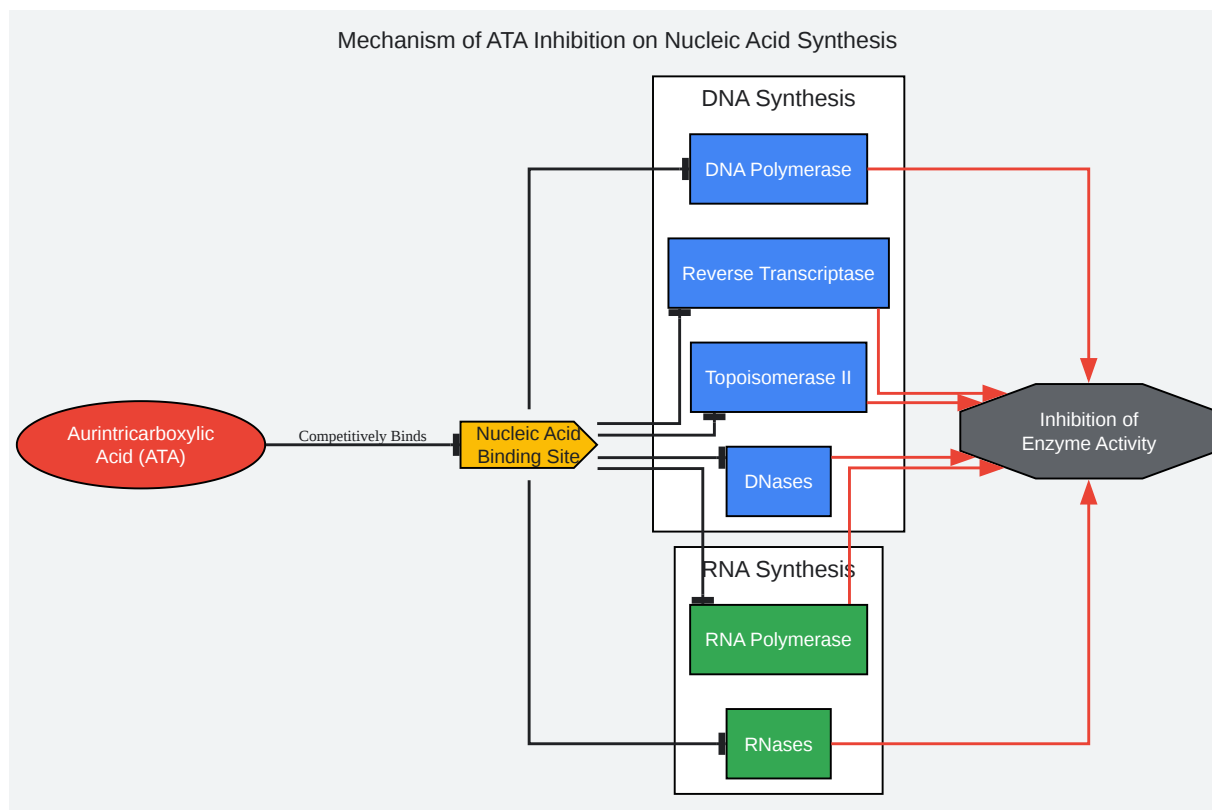 Mechanism of ATA Inhibition on Nucleic Acid Synthesis
DNA Synthesis
DNA Polymerase
Reverse Transcriptase
Topoisomerase II
DNases
Aurintricarboxylic
Acid (ATA)
Competitively Binds
Nucleic Acid
Binding Site
Inhibition of
Enzyme Activity
RNA Synthesis
RNA Polymerase
RNases